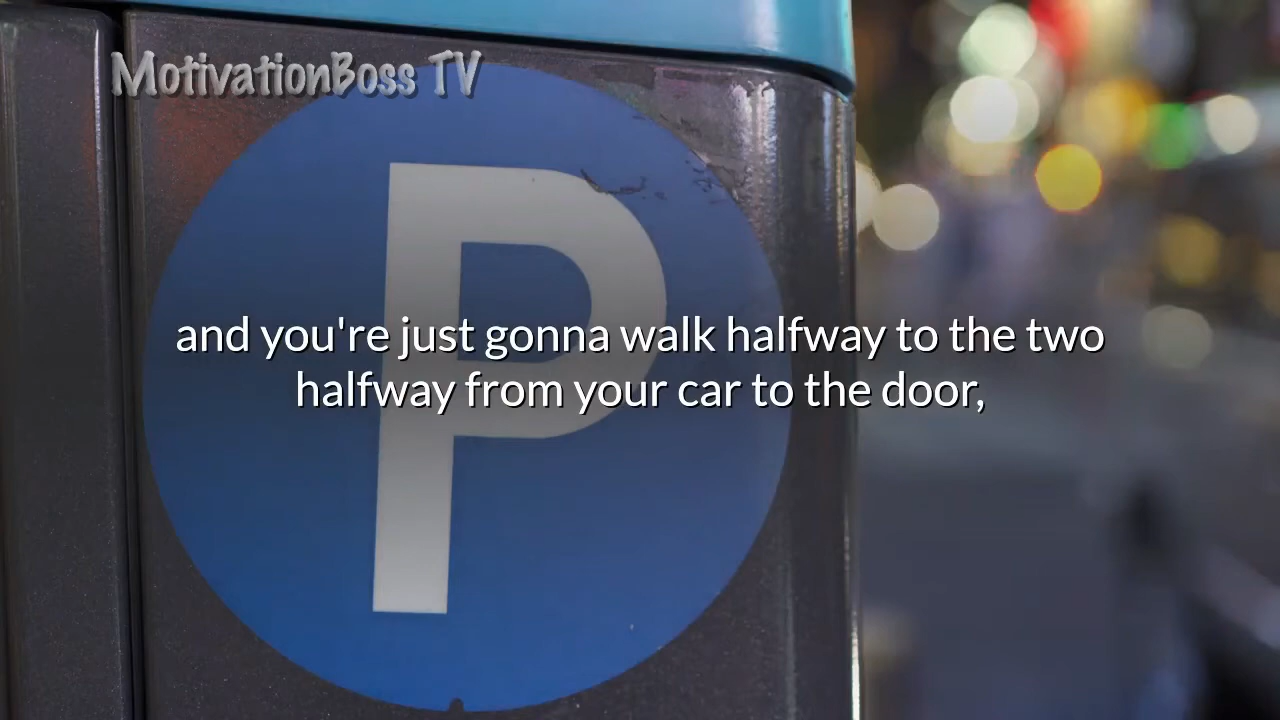 MotivationBoss TV
P
and you're just gonna walk halfway to the two
halfway from your car to the door,